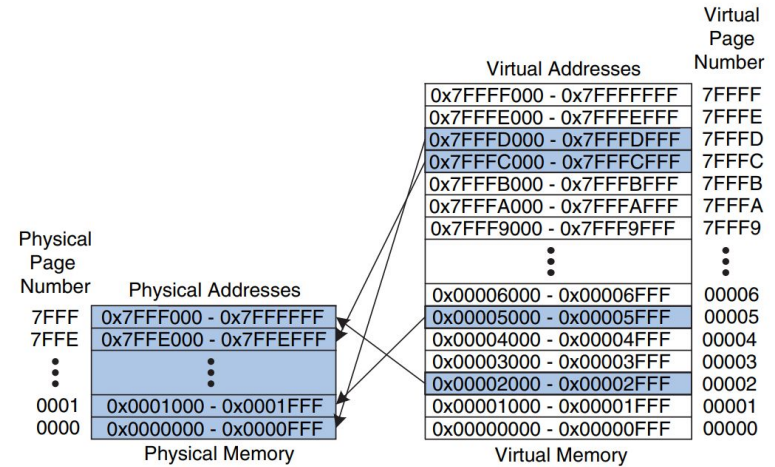 Virtual
Page
Number
Virtual Addresses
0x7FFFF000 - 0x7FFFFFFF 7FFFF
0x7FFFE000 - 0x7FFFEFFF 7FFFE
0x7FFFD000 - 0x7FFFDFFF 7FFFD
0x7FFFC000 - 0x7FFFCFFF 7FFFC
0x7FFFB000 - 0x7FFFBFFF 7FFFB
0x7FFFA000 - 0x7FFFAFFF 7FFFA
0x7FFF9000 - 0x7FFF9FFF 7FFF9
0x00006000 - 0x00006FFF 00006
0x00005000 - 0x00005FFF 00005
0x00004000 - 0x00004FFF 00004
0x00003000 - 0x00003FFF 00003
0x00002000 - 0x00002FFF 00002
0x00001000 - 0x00001FFF 00001
0x00000000 - 0x00000FFF 00000
Virtual Memory
Physical
Page
Number
Physical Addresses
7FFF 0x7FFF000 - 0x7FFFFFF
7FFE 0x7FFE000 - 0x7FFEFFF
0001 0x0001000 - 0x0001FFF
0000 0x0000000 - 0x0000FFF
Physical Memory